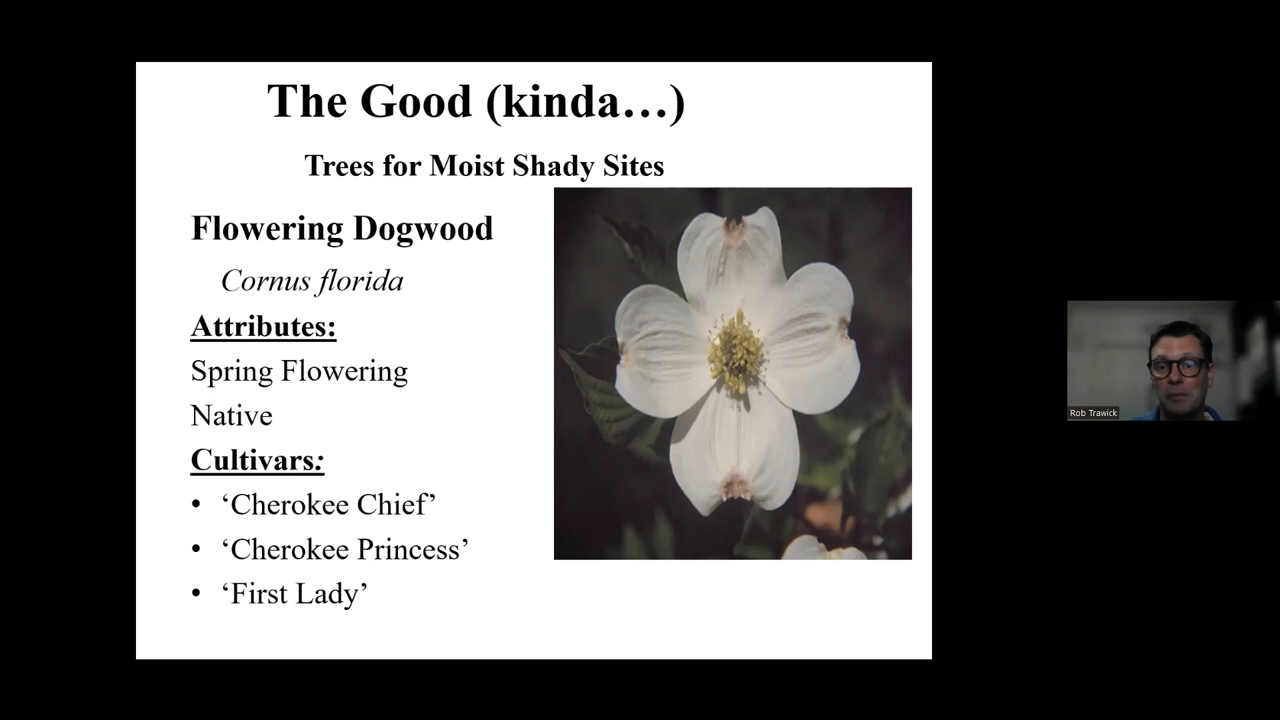 The Good (kinda…)
Trees for Moist Shady Sites
Flowering Dogwood
Cornus florida
Attributes:
Spring Flowering
Native
Cultivars:
• ‘Cherokee Chief’
• ‘Cherokee Princess’
• ‘First Lady’
Rob Trawick